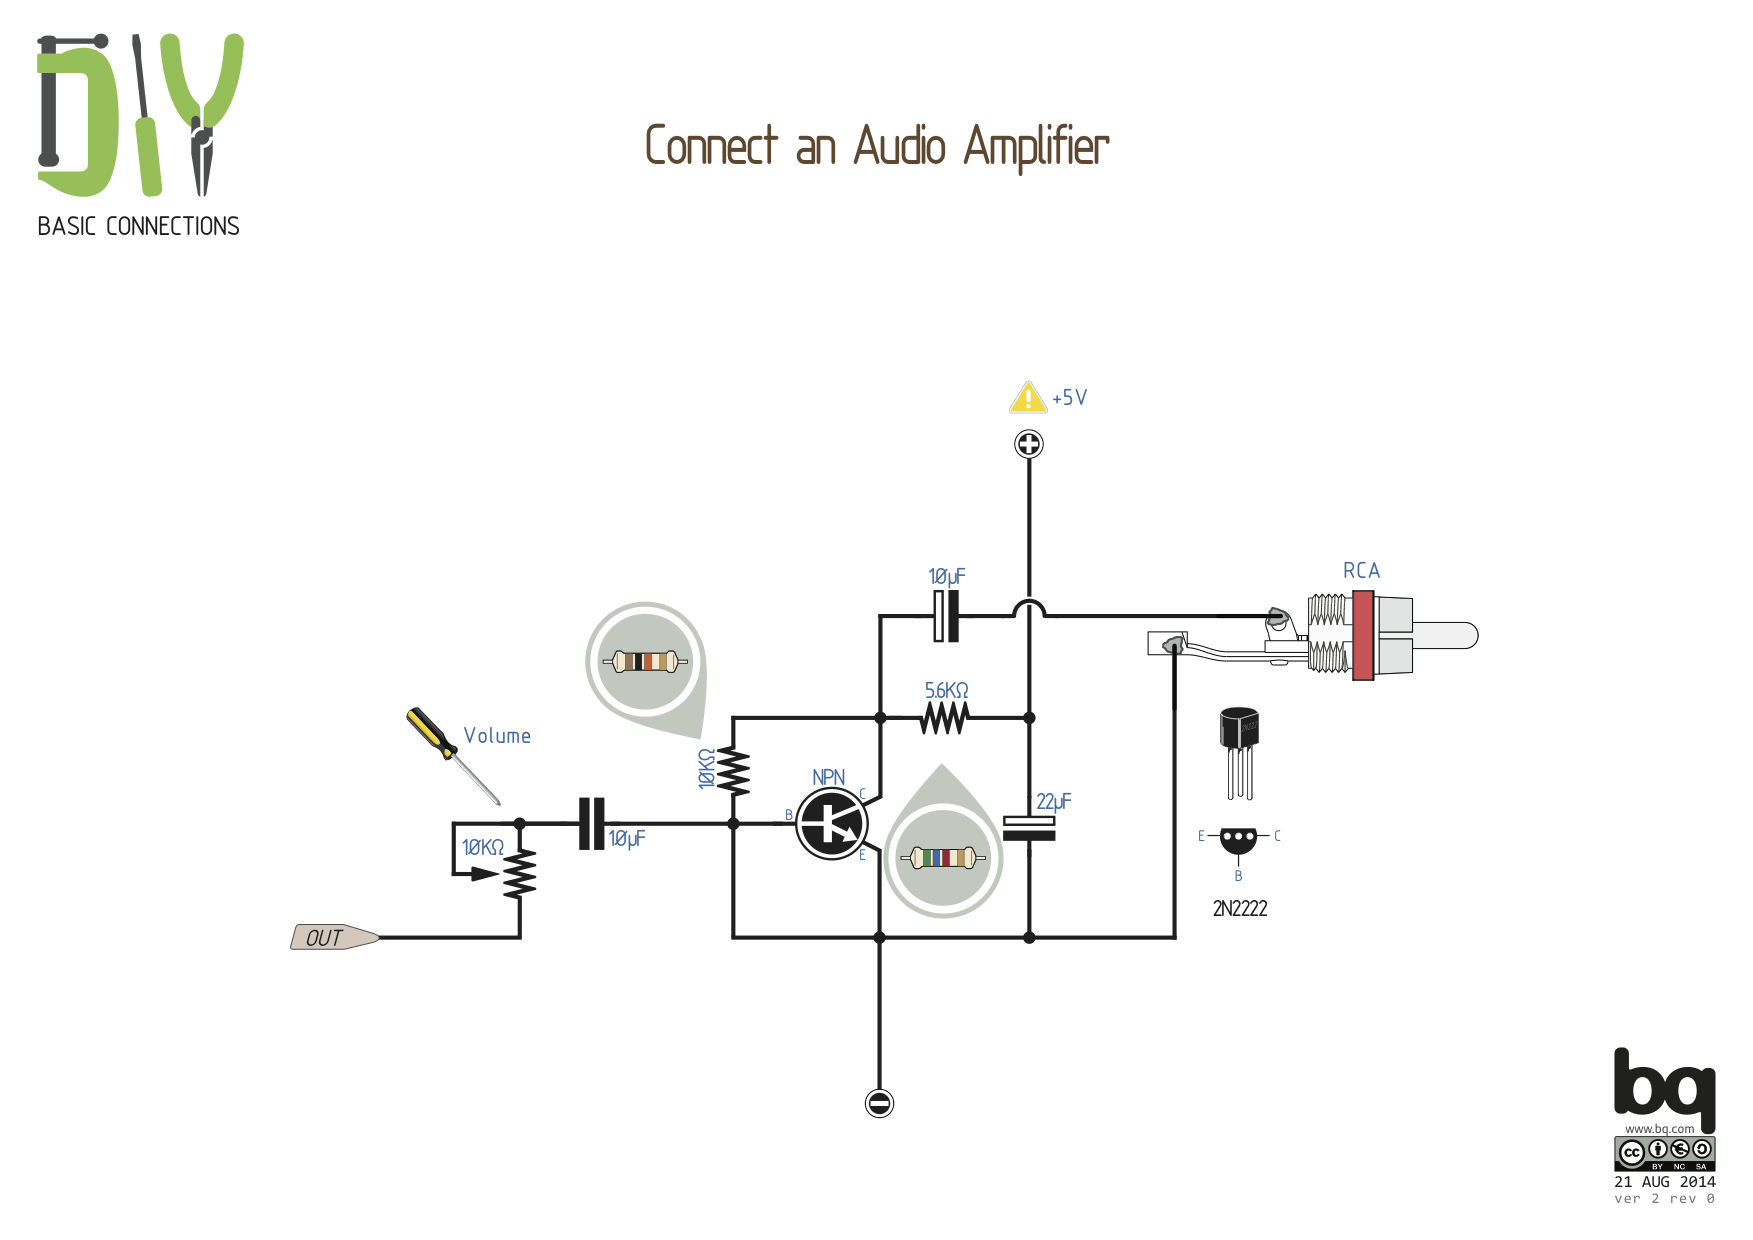 DIY
BASIC CONNECTIONS
Connect an Audio Amplifier
+5V
10µF
RCA
5.6KΩ
Volume
10KΩ
NPN
C
B
E
22µF
10µF
10KΩ
E C
B
2N2222
OUT
bq
www.bq.com
cc
BY NC SA
21 AUG 2014
ver 2 rev 0